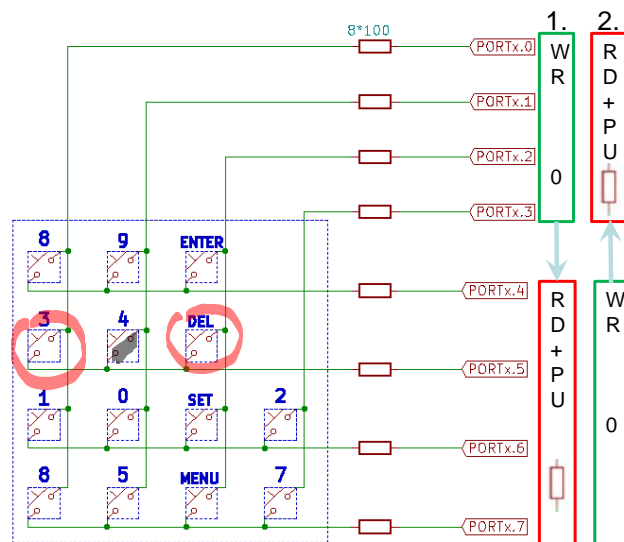 1. 2.
8*100
PORTx.0
PORTx.1
PORTx.2
PORTx.3
W
R
0
R
D
+
P
U
8 9 ENTER
PORTx.4
3 4 DEL
PORTx.5
1 0 SET 2
PORTx.6
8 5 MENU 7
PORTx.7
R
D
+
P
U
W
R
0